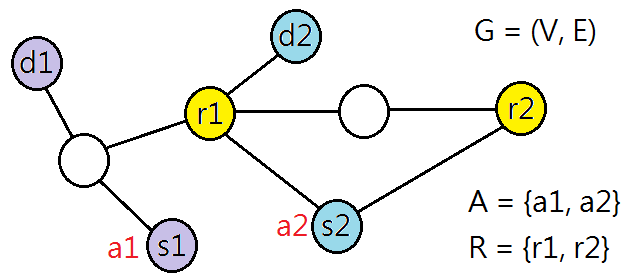 d2
G = (V, E)
d1
r1
r2
a2 s2
A = {a1, a2}
a1 s1
R = {r1, r2}